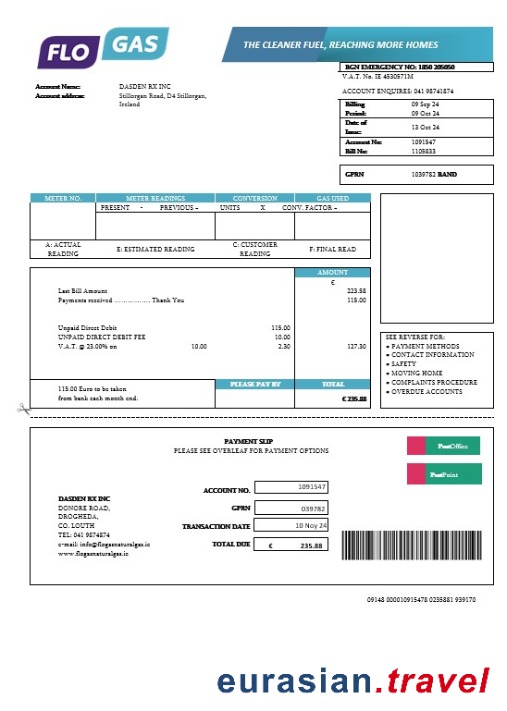 FLO GAS
THE CLEANER FUEL, REACHING MORE HOMES
BGN EMERGENCY NO: 1850 205050
V.A.T. No. IE 4530571M
Account Name: DASDEN RX INC
Account address: Stillorgan Road, D4 Stillorgan,
Ireland
ACCOUNT ENQUIRES: 041 98741874
Billing 09 Sep 24
Period: 09 Oct 24
Date of
Issue: 13 Oct 24
Account No: 1091547
Bill No: 1105833
GPRN 1039782 BAND
METER NO. METER READINGS CONVERSION GAS USED
PRESENT - PREVIOUS – UNITS X CONV. FACTOR –
A: ACTUAL
READING
E: ESTIMATED READING
C: CUSTOMER
READING
F: FINAL READ
AMOUNT
€
Last Bill Amount 223.58
Payments received ................. Thank You 115.00
Unpaid Direct Debit 115.00
UNPAID DIRECT DEBIT FEE 10.00
V.A.T. @ 23.00% on 10.00 2.30 127.30
SEE REVERSE FOR:
• PAYMENT METHODS
• CONTACT INFORMATION
• SAFETY
• MOVING HOME
• COMPLAINTS PROCEDURE
• OVERDUE ACCOUNTS
115.00 Euro to be taken
from bank each month end.
PLEASE PAY BY TOTAL
€ 235.88
PAYMENT SLIP
PLEASE SEE OVERLEAF FOR PAYMENT OPTIONS
PostOffice
PostPoint
DASDEN RX INC
DONORE ROAD,
DROGHEDA,
CO. LOUTH
TEL: 041 9874874
e-mail: info@flogasnaturalgas.ie
www.flogasnaturalgas.ie
ACCOUNT NO. 1091547
GPRN 039782
TRANSACTION DATE 10 Noy 24
TOTAL DUE € 235.88
09148 000010915478 0235881 939170
eurasian.travel